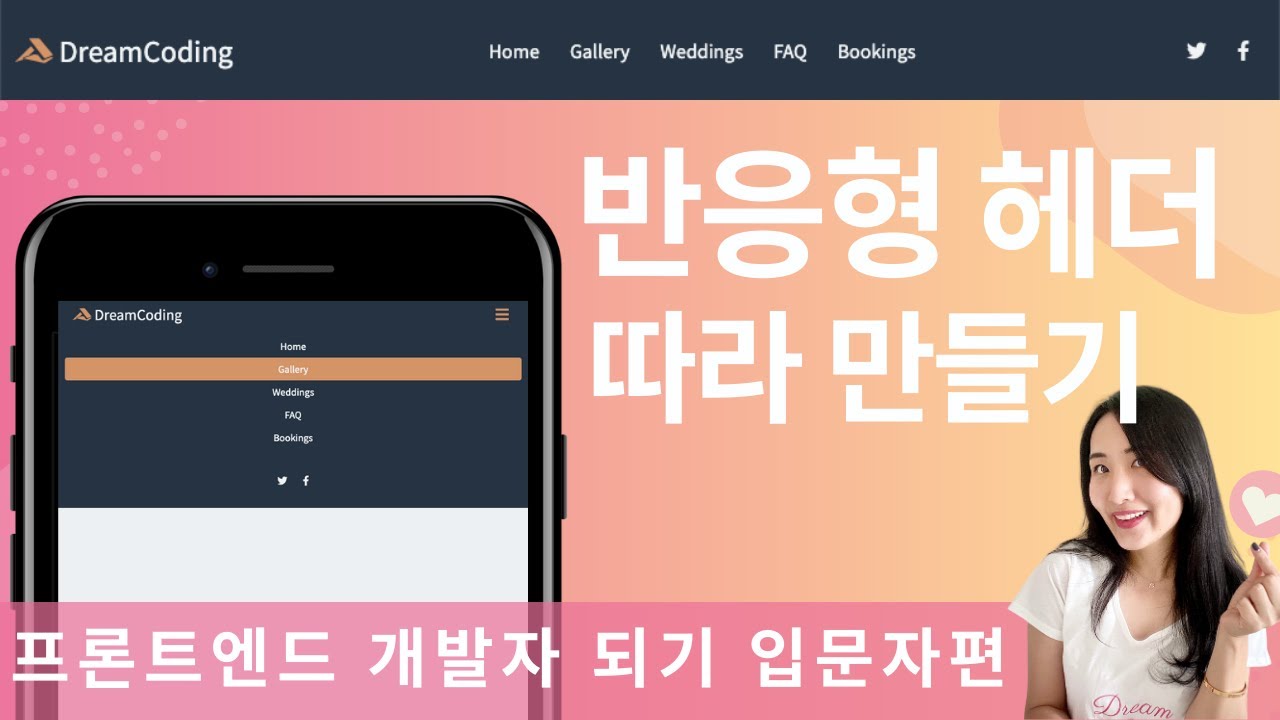 DreamCoding
Home Gallery Weddings FAQ Bookings
반응형 헤더
따라 만들기
DreamCoding
Home
Gallery
Weddings
FAQ
Bookings
프론트엔드 개발자 되기 입문자편
Dream